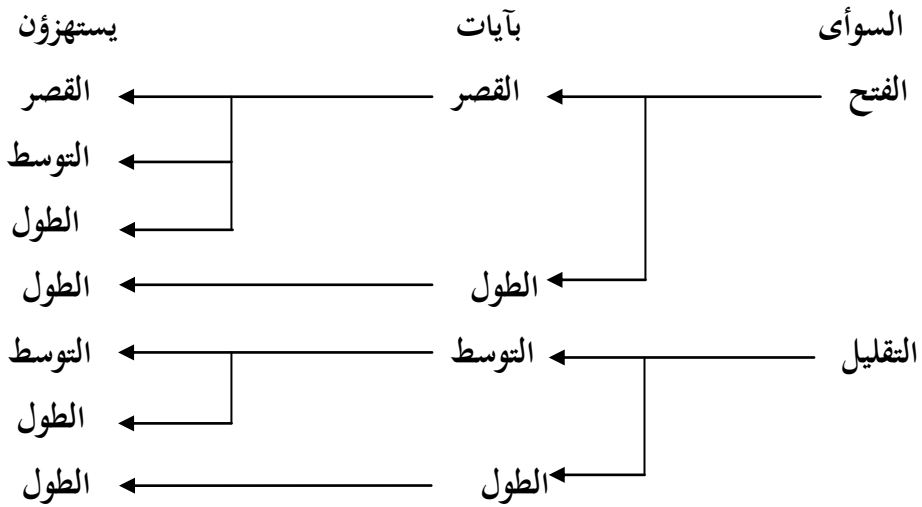 السوأى بآيات يستهزؤن
الفتح القصر القصر
التوسط
الطول
الطول الطول
التقليل التوسط التوسط
الطول
الطول الطول